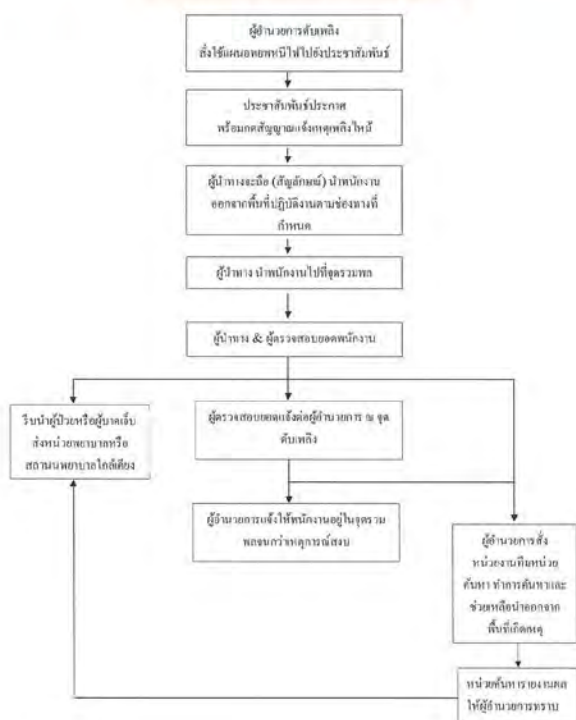 ผู้อำนวยการดับเพลิง
สั่งใช้แผนอพยพหนีไฟไปยังประชาสัมพันธ์
ประชาสัมพันธ์ประกาศ
พร้อมกดสัญญาณแจ้งเหตุเพลิงไหม้
ผู้นำทางจะถือ (สัญลักษณ์) นำพนักงาน
ออกจากพื้นที่ปฏิบัติงานตามช่องทางที่
กำหนด
ผู้นำทาง นำพนักงานไปที่จุดรวมพล
ผู้นำทาง & ผู้ตรวจสอบยอดพนักงาน
รีบนำผู้ป่วยหรือผู้บาดเจ็บ
ส่งหน่วยพยาบาลหรือ
สถานพยาบาลใกล้เคียง
ผู้ตรวจสอบยอดแจ้งต่อผู้อำนวยการ ณ จุด
ดับเพลิง
ผู้อำนวยการแจ้งให้พนักงานอยู่ในจุดรวม
พลจนกว่าเหตุการณ์สงบ
ผู้อำนวยการสั่ง
หน่วยงานทีมหน่วย
ค้นหา ทำการค้นหาและ
ช่วยเหลือนำออกจาก
พื้นที่เกิดเหตุ
หน่วยค้นหารายงานผล
ให้ผู้อำนวยการทราบ